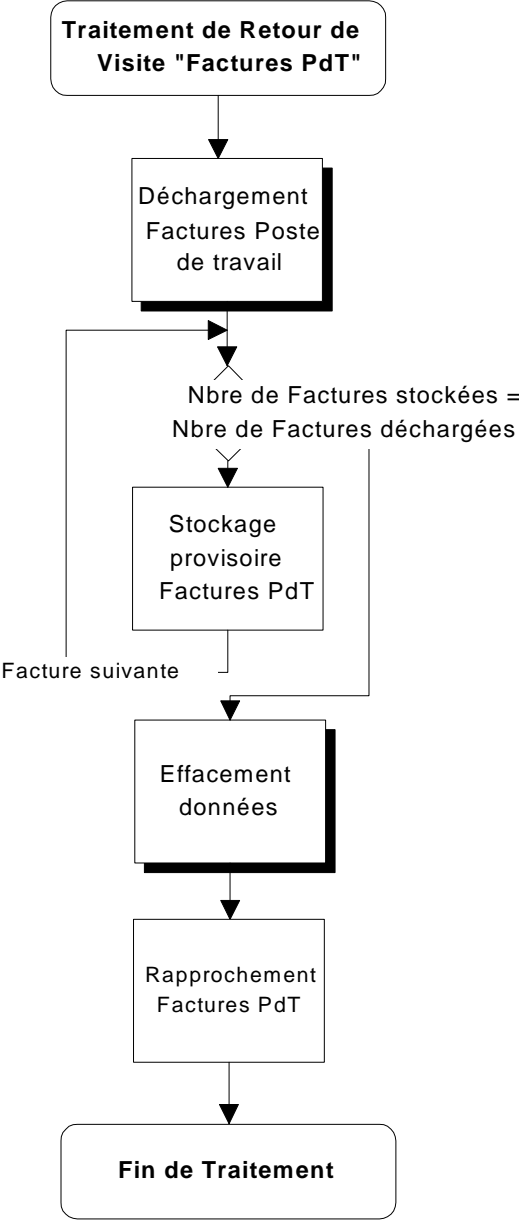 Traitement de Retour de
Visite "Factures PdT"
Déchargement
Factures Poste
de travail
Nbre de Factures stockées =
Nbre de Factures déchargées
Stockage
provisoire
Factures PdT
Facture suivante
Effacement
données
Rapprochement
Factures PdT
Fin de Traitement